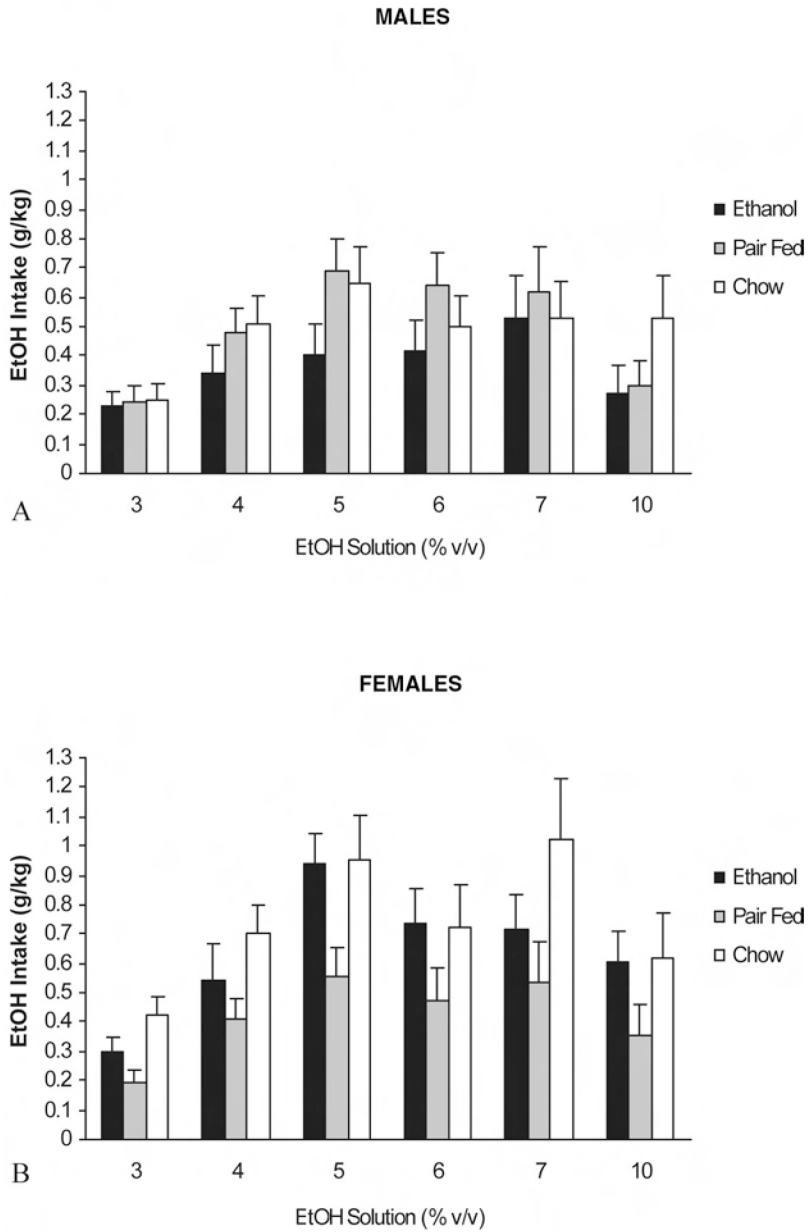 MALES
1.3
1.2
1.1
1
0.9
0.8
0.7
0.6
0.5
0.4
0.3
0.2
0.1
0
EtOH Intake (g/kg)
Ethanol
Pair Fed
Chow
3 4 5 6 7 10
A
EtOH Solution (% v/v)
FEMALES
1.3
1.2
1.1
1
0.9
0.8
0.7
0.6
0.5
0.4
0.3
0.2
0.1
0
EtOH Intake (g/kg)
Ethanol
Pair Fed
Chow
3 4 5 6 7 10
B
EtOH Solution (% v/v)